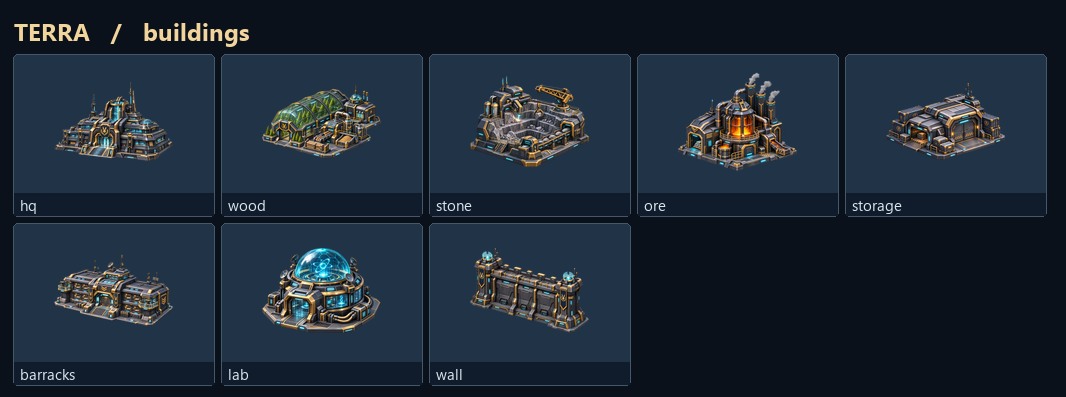 TERRA / buildings
hq
wood
stone
ore
storage
barracks
lab
wall